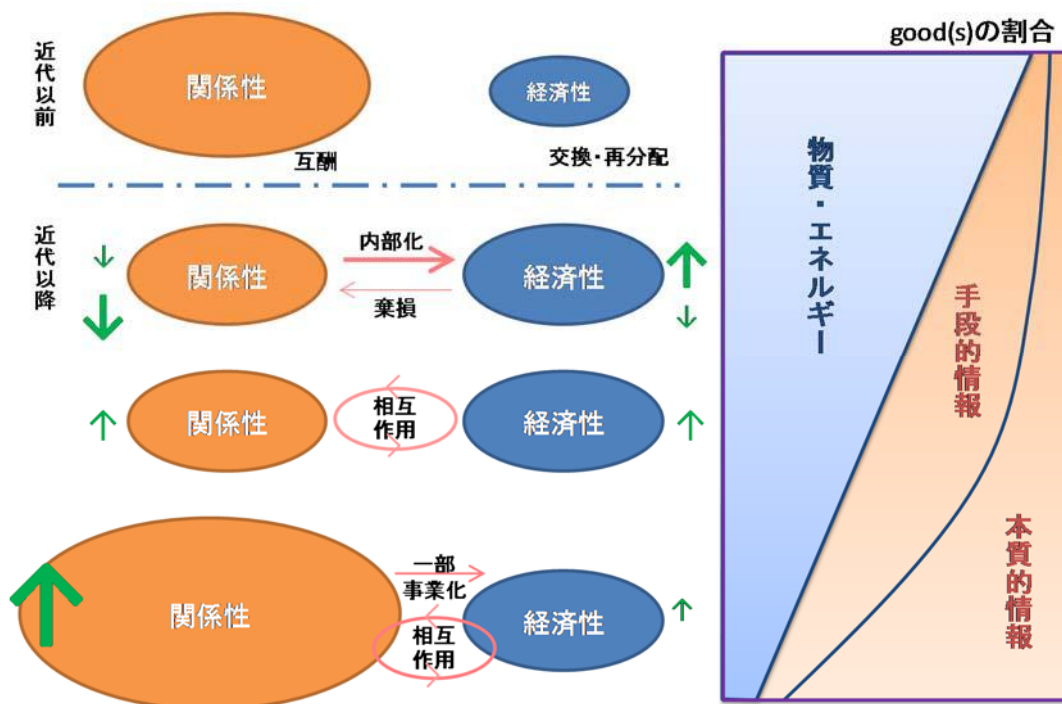 good(s)の割合
近代以前
関係性
経済性
互酬
交換・再分配
近代以降
関係性
内部化
棄損
経済性
関係性
相互
作用
経済性
関係性
一部
事業化
相互
作用
経済性
物質・エネルギー
手段的情報
本質的情報